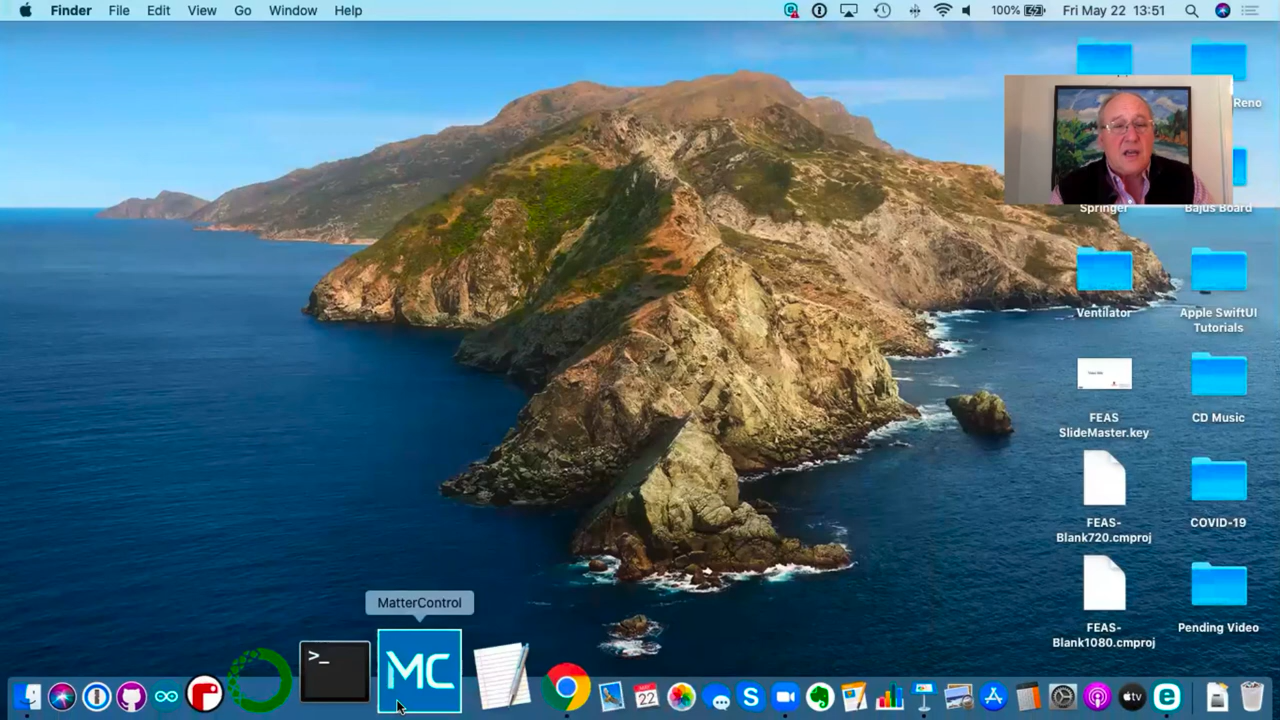 Finder File Edit View Go Window Help
100% Fri May 22 13:51
Reno
Springer
Bajus Board
Ventilator
Apple SwiftUI
Tutorials
FEAS
SlideMaster.key
CD Music
FEAS-
Blank720.cmproj
COVID-19
FEAS-
Blank1080.cmproj
Pending Video
MatterControl
>_
MC
22
tv